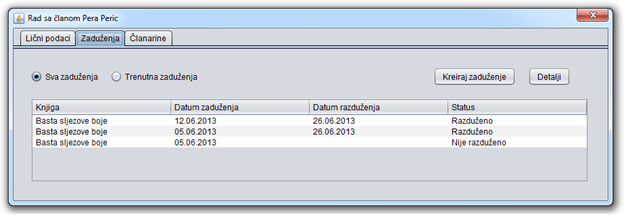 Rad sa članom Pera Peric
Lični podaci Zaduženja Članarine
Sva zaduženja Trenutna zaduženja Kreiraj zaduženje Detalji
Knjiga Datum zaduženja Datum razduženja Status
Basta sljezove boje 12.06.2013 26.06.2013 Razduženo
Basta sljezove boje 05.06.2013 26.06.2013 Razduženo
Basta sljezove boje 05.06.2013 Nije razduženo